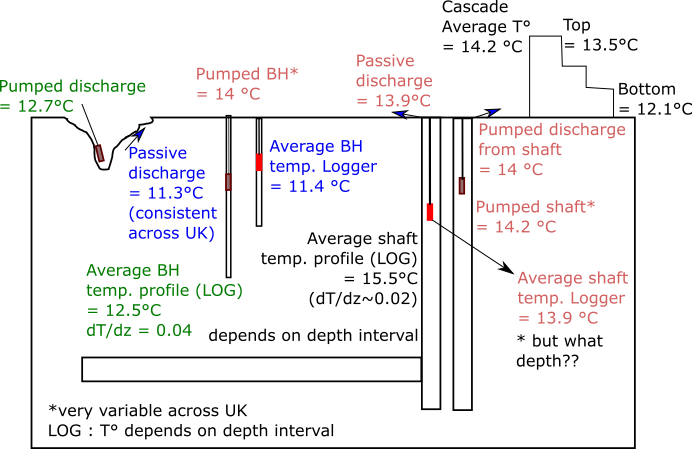 Cascade
Average T°
= 14.2 °C
Top
= 13.5°C
Bottom
= 12.1°C
Pumped discharge
= 12.7°C
Pumped BH*
= 14 °C
Passive
discharge
= 13.9°C
Passive
discharge
= 11.3°C
(consistent
across UK)
Average BH
temp. Logger
= 11.4 °C
Pumped discharge
from shaft
= 14 °C
Pumped shaft*
= 14.2 °C
Average shaft
temp. profile (LOG)
= 15.5°C
(dT/dz~0.02)
Average BH
temp. profile (LOG)
= 12.5°C
dT/dz = 0.04
Average shaft
temp. Logger
= 13.9 °C
depends on depth interval
* but what
depth??
*very variable across UK
LOG : T° depends on depth interval